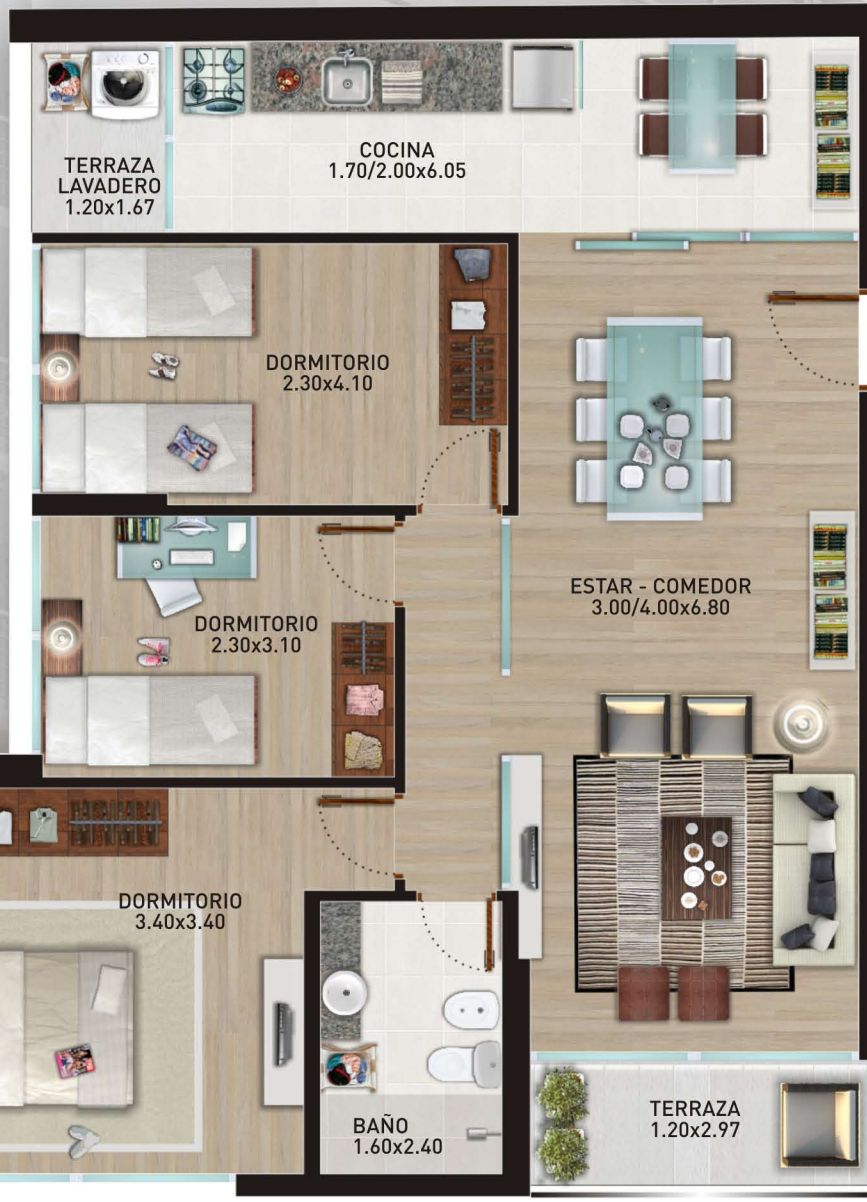 TERRAZA
LAVADERO
1.20x1.67
COCINA
1.70/2.00x6.05
DORMITORIO
2.30x4.10
ESTAR - COMEDOR
3.00/4.00x6.80
DORMITORIO
2.30x3.10
DORMITORIO
3.40x3.40
BAÑO
1.60x2.40
TERRAZA
1.20x2.97